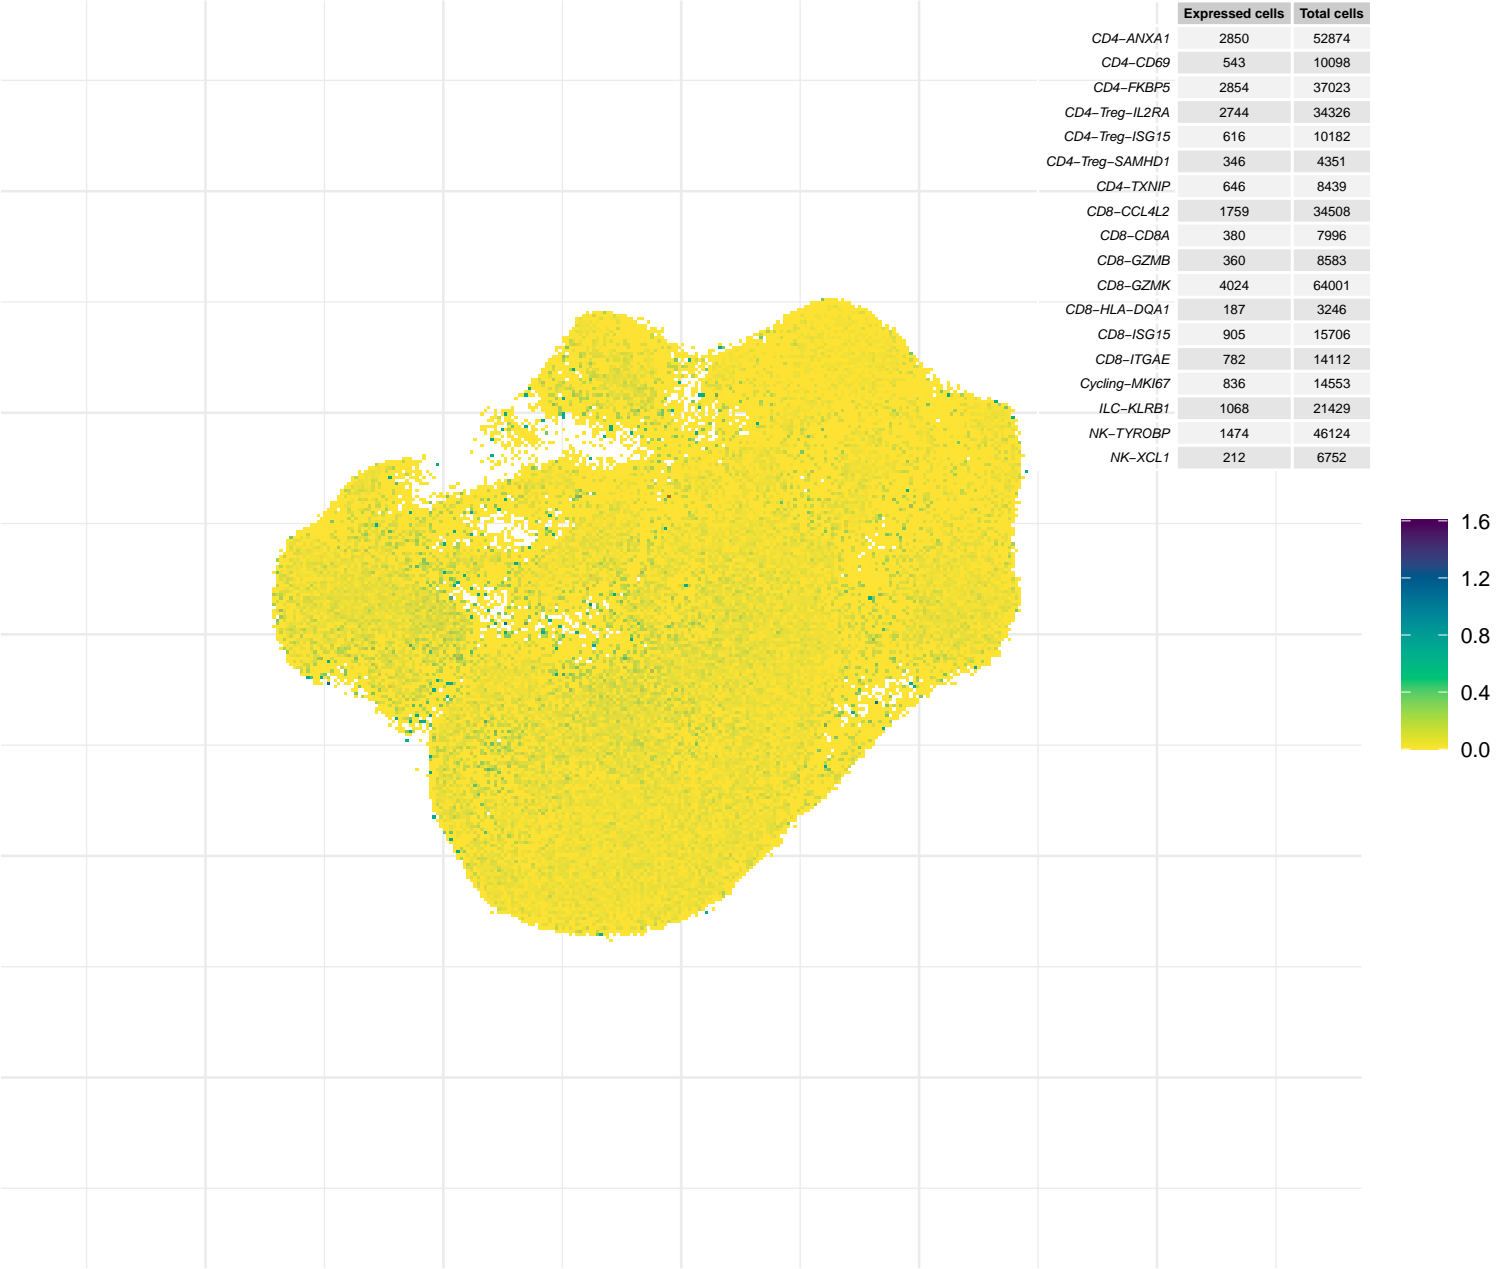 Expressed cells Total cells
CD4−ANXA1 2850 52874
CD4−CD69 543 10098
CD4−FKBP5 2854 37023
CD4−Treg−IL2RA 2744 34326
CD4−Treg−ISG15 616 10182
CD4−Treg−SAMHD1 346 4351
CD4−TXNIP 646 8439
CD8−CCL4L2 1759 34508
CD8−CD8A 380 7996
CD8−GZMB 360 8583
CD8−GZMK 4024 64001
CD8−HLA−DQA1 187 3246
CD8−ISG15 905 15706
CD8−ITGAE 782 14112
Cycling−MKI67 836 14553
ILC−KLRB1 1068 21429
NK−TYROBP 1474 46124
NK−XCL1 212 6752
1.6
1.2
0.8
0.4
0.0